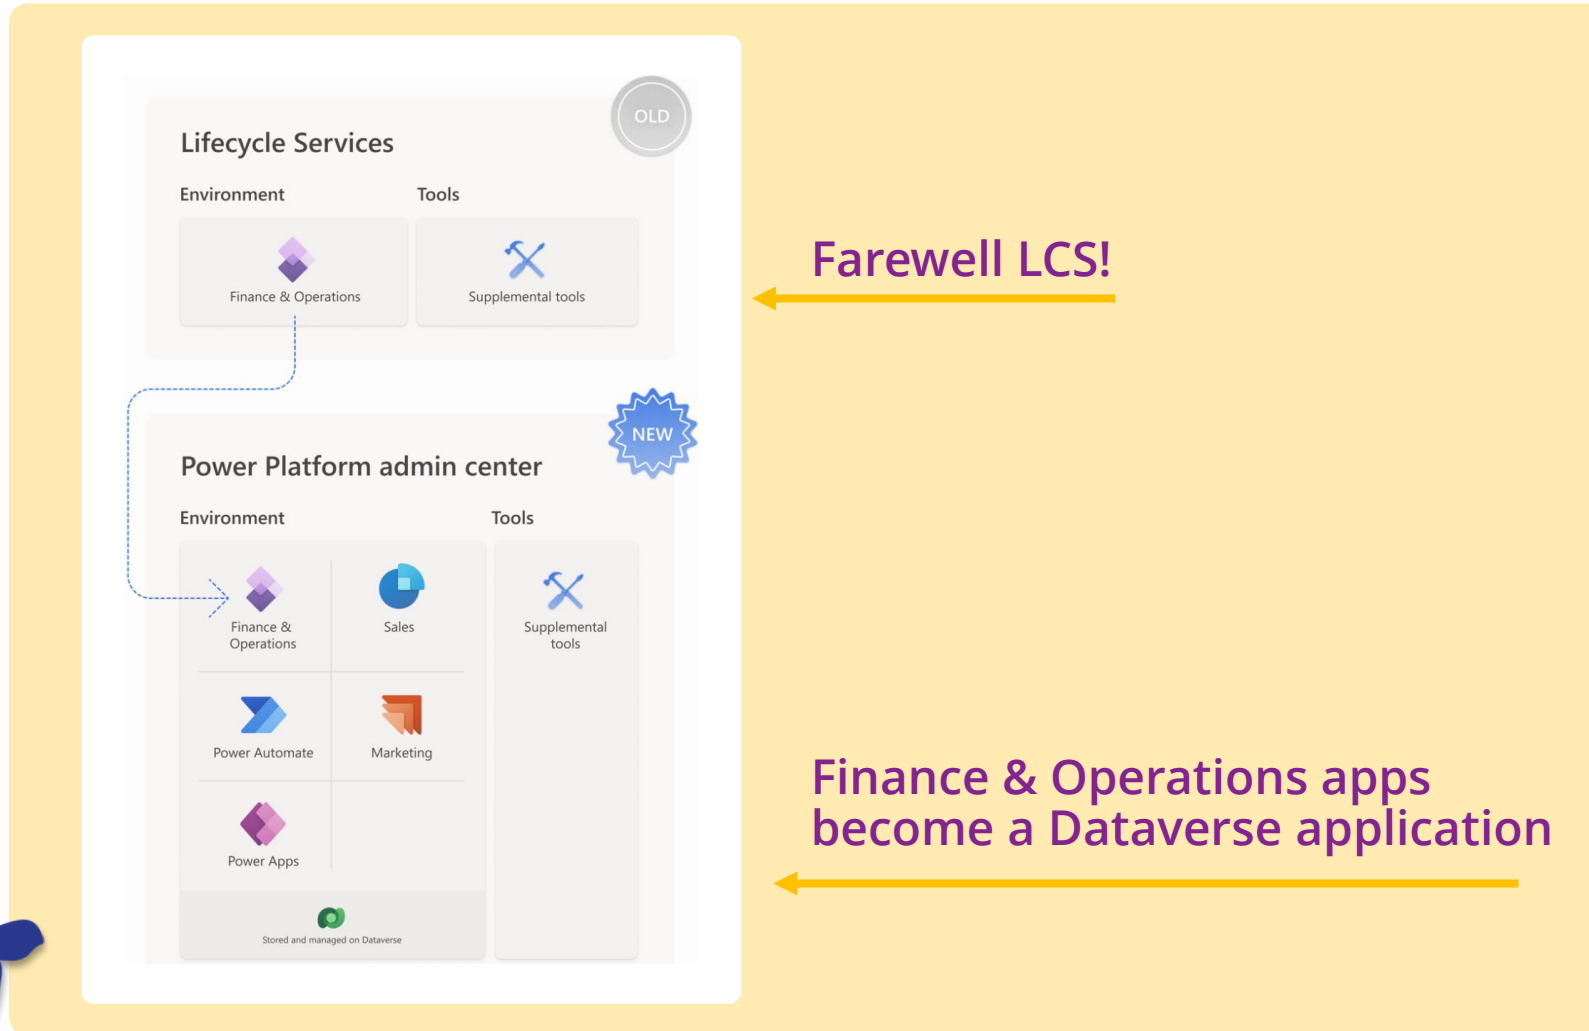 OLD
Lifecycle Services
Environment
Tools
Finance & Operations
Supplemental tools
Farewell LCS!
NEW
Power Platform admin center
Environment
Tools
Finance &
Operations
Sales
Supplemental
tools
Power Automate
Marketing
Power Apps
Stored and managed on Dataverse
Finance & Operations apps
become a Dataverse application